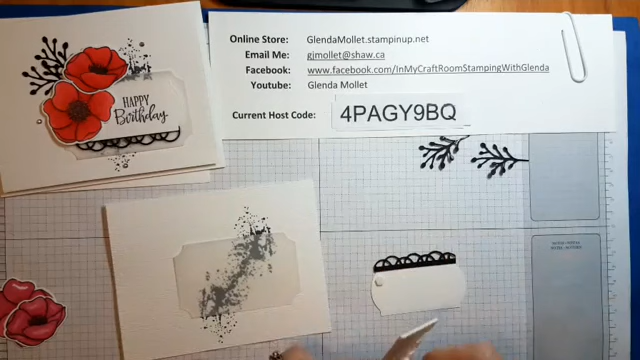 Online Store: GlendaMollet.stampinup.net
Email Me: gjmollet@shaw.ca
Facebook: www.facebook.com/InMyCraftRoomStampingWithGlenda
Youtube: Glenda Mollet
Current Host Code: 4PAGY9BQ
HAPPY
Birthday